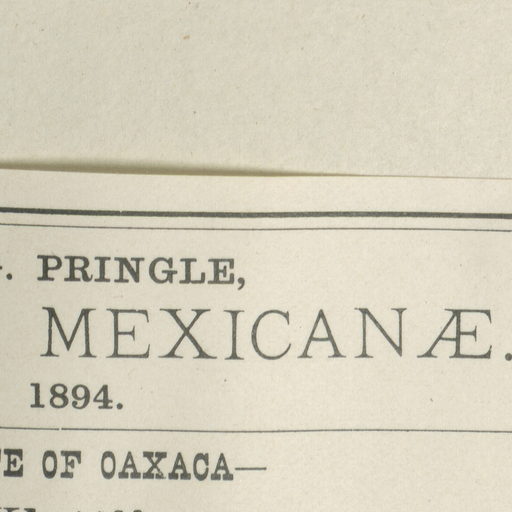 . PRINGLE,
MEXICANÆ.
1894.
E OF OAXACA—